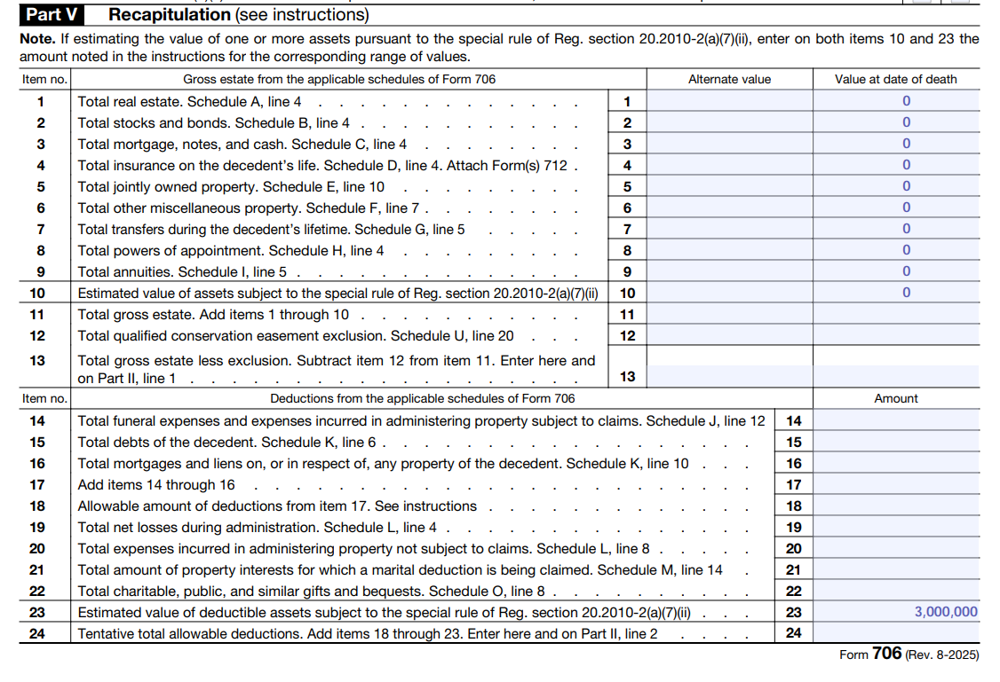 Part V Recapitulation (see instructions)
Note. If estimating the value of one or more assets pursuant to the special rule of Reg. section 20.2010-2(a)(7)(ii), enter on both items 10 and 23 the
amount noted in the instructions for the corresponding range of values.
Item no. Gross estate from the applicable schedules of Form 706 Alternate value Value at date of death
1 Total real estate. Schedule A, line 4 . . . . . . . . . . . . . 1 0
2 Total stocks and bonds. Schedule B, line 4 . . . . . . . . . . . 2 0
3 Total mortgage, notes, and cash. Schedule C, line 4 . . . . . . . . 3 0
4 Total insurance on the decedent's life. Schedule D, line 4. Attach Form(s) 712 . 4 0
5 Total jointly owned property. Schedule E, line 10 . . . . . . . . . 5 0
6 Total other miscellaneous property. Schedule F, line 7 . . . . . . . . 6 0
7 Total transfers during the decedent's lifetime. Schedule G, line 5 . . . . . 7 0
8 Total powers of appointment. Schedule H, line 4 . . . . . . . . . 8 0
9 Total annuities. Schedule I, line 5 . . . . . . . . . . . . . . 9 0
10 Estimated value of assets subject to the special rule of Reg. section 20.2010-2(a)(7)(ii) 10 0
11 Total gross estate. Add items 1 through 10 . . . . . . . . . . . 11
12 Total qualified conservation easement exclusion. Schedule U, line 20 . . . 12
13 Total gross estate less exclusion. Subtract item 12 from item 11. Enter here and
on Part II, line 1 . . . . . . . . . . . . . . . . . . . 13
Item no. Deductions from the applicable schedules of Form 706 Amount
14 Total funeral expenses and expenses incurred in administering property subject to claims. Schedule J, line 12 14
15 Total debts of the decedent. Schedule K, line 6 . . . . . . . . . . . . . . . . . . 15
16 Total mortgages and liens on, or in respect of, any property of the decedent. Schedule K, line 10 . . . 16
17 Add items 14 through 16 . . . . . . . . . . . . . . . . . . . . . . . . 17
18 Allowable amount of deductions from item 17. See instructions . . . . . . . . . . . . . 18
19 Total net losses during administration. Schedule L, line 4 . . . . . . . . . . . . . . . 19
20 Total expenses incurred in administering property not subject to claims. Schedule L, line 8 . . . . . 20
21 Total amount of property interests for which a marital deduction is being claimed. Schedule M, line 14 . 21
22 Total charitable, public, and similar gifts and bequests. Schedule O, line 8 . . . . . . . . . . 22
23 Estimated value of deductible assets subject to the special rule of Reg. section 20.2010-2(a)(7)(ii) . . . 23 3,000,000
24 Tentative total allowable deductions. Add items 18 through 23. Enter here and on Part II, line 2 . . . . 24
Form 706 (Rev. 8-2025)